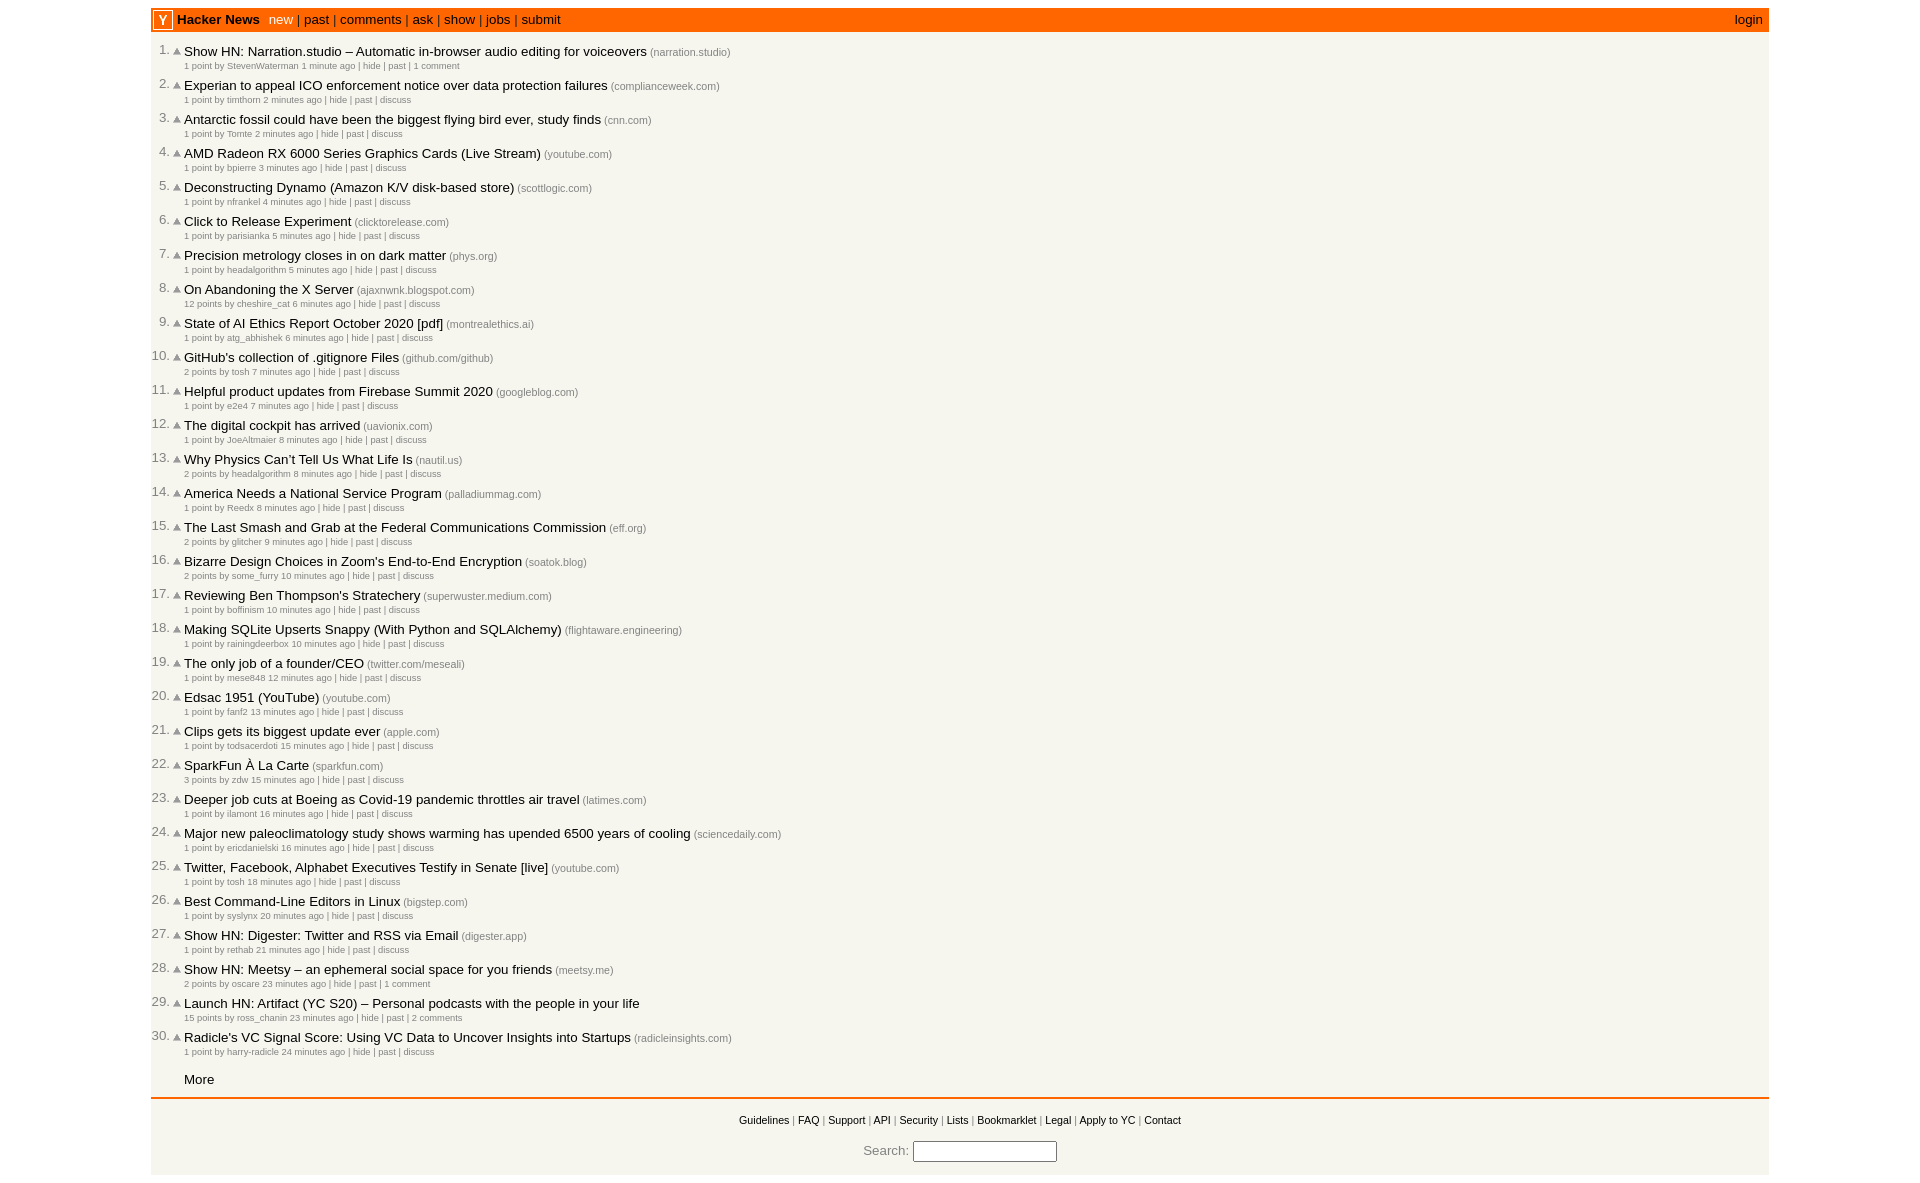 Y Hacker News new | past | comments | ask | show | jobs | submit login
1. Show HN: Narration.studio – Automatic in-browser audio editing for voiceovers (narration.studio)
1 point by StevenWaterman 1 minute ago | hide | past | 1 comment
2. Experian to appeal ICO enforcement notice over data protection failures (complianceweek.com)
1 point by timthorn 2 minutes ago | hide | past | discuss
3. Antarctic fossil could have been the biggest flying bird ever, study finds (cnn.com)
1 point by Tomte 2 minutes ago | hide | past | discuss
4. AMD Radeon RX 6000 Series Graphics Cards (Live Stream) (youtube.com)
1 point by bpierre 3 minutes ago | hide | past | discuss
5. Deconstructing Dynamo (Amazon K/V disk-based store) (scottlogic.com)
1 point by nfrankel 4 minutes ago | hide | past | discuss
6. Click to Release Experiment (clicktorelease.com)
1 point by parisianka 5 minutes ago | hide | past | discuss
7. Precision metrology closes in on dark matter (phys.org)
1 point by headalgorithm 5 minutes ago | hide | past | discuss
8. On Abandoning the X Server (ajaxnwnk.blogspot.com)
12 points by cheshire_cat 6 minutes ago | hide | past | discuss
9. State of AI Ethics Report October 2020 [pdf] (montrealethics.ai)
1 point by atg_abhishek 6 minutes ago | hide | past | discuss
10. GitHub's collection of .gitignore Files (github.com/github)
2 points by tosh 7 minutes ago | hide | past | discuss
11. Helpful product updates from Firebase Summit 2020 (googleblog.com)
1 point by e2e4 7 minutes ago | hide | past | discuss
12. The digital cockpit has arrived (uavionix.com)
1 point by JoeAltmaier 8 minutes ago | hide | past | discuss
13. Why Physics Can’t Tell Us What Life Is (nautil.us)
2 points by headalgorithm 8 minutes ago | hide | past | discuss
14. America Needs a National Service Program (palladiummag.com)
1 point by Reedx 8 minutes ago | hide | past | discuss
15. The Last Smash and Grab at the Federal Communications Commission (eff.org)
2 points by glitcher 9 minutes ago | hide | past | discuss
16. Bizarre Design Choices in Zoom's End-to-End Encryption (soatok.blog)
2 points by some_furry 10 minutes ago | hide | past | discuss
17. Reviewing Ben Thompson's Stratechery (superwuster.medium.com)
1 point by boffinism 10 minutes ago | hide | past | discuss
18. Making SQLite Upserts Snappy (With Python and SQLAlchemy) (flightaware.engineering)
1 point by rainingdeerbox 10 minutes ago | hide | past | discuss
19. The only job of a founder/CEO (twitter.com/meseali)
1 point by mese848 12 minutes ago | hide | past | discuss
20. Edsac 1951 (YouTube) (youtube.com)
1 point by fanf2 13 minutes ago | hide | past | discuss
21. Clips gets its biggest update ever (apple.com)
1 point by todsacerdoti 15 minutes ago | hide | past | discuss
22. SparkFun À La Carte (sparkfun.com)
3 points by zdw 15 minutes ago | hide | past | discuss
23. Deeper job cuts at Boeing as Covid-19 pandemic throttles air travel (latimes.com)
1 point by ilamont 16 minutes ago | hide | past | discuss
24. Major new paleoclimatology study shows warming has upended 6500 years of cooling (sciencedaily.com)
1 point by ericdanielski 16 minutes ago | hide | past | discuss
25. Twitter, Facebook, Alphabet Executives Testify in Senate [live] (youtube.com)
1 point by tosh 18 minutes ago | hide | past | discuss
26. Best Command-Line Editors in Linux (bigstep.com)
1 point by syslynx 20 minutes ago | hide | past | discuss
27. Show HN: Digester: Twitter and RSS via Email (digester.app)
1 point by rethab 21 minutes ago | hide | past | discuss
28. Show HN: Meetsy – an ephemeral social space for you friends (meetsy.me)
2 points by oscare 23 minutes ago | hide | past | 1 comment
29. Launch HN: Artifact (YC S20) – Personal podcasts with the people in your life
15 points by ross_chanin 23 minutes ago | hide | past | 2 comments
30. Radicle's VC Signal Score: Using VC Data to Uncover Insights into Startups (radicleinsights.com)
1 point by harry-radicle 24 minutes ago | hide | past | discuss
More
Guidelines | FAQ | Support | API | Security | Lists | Bookmarklet | Legal | Apply to YC | Contact
Search: